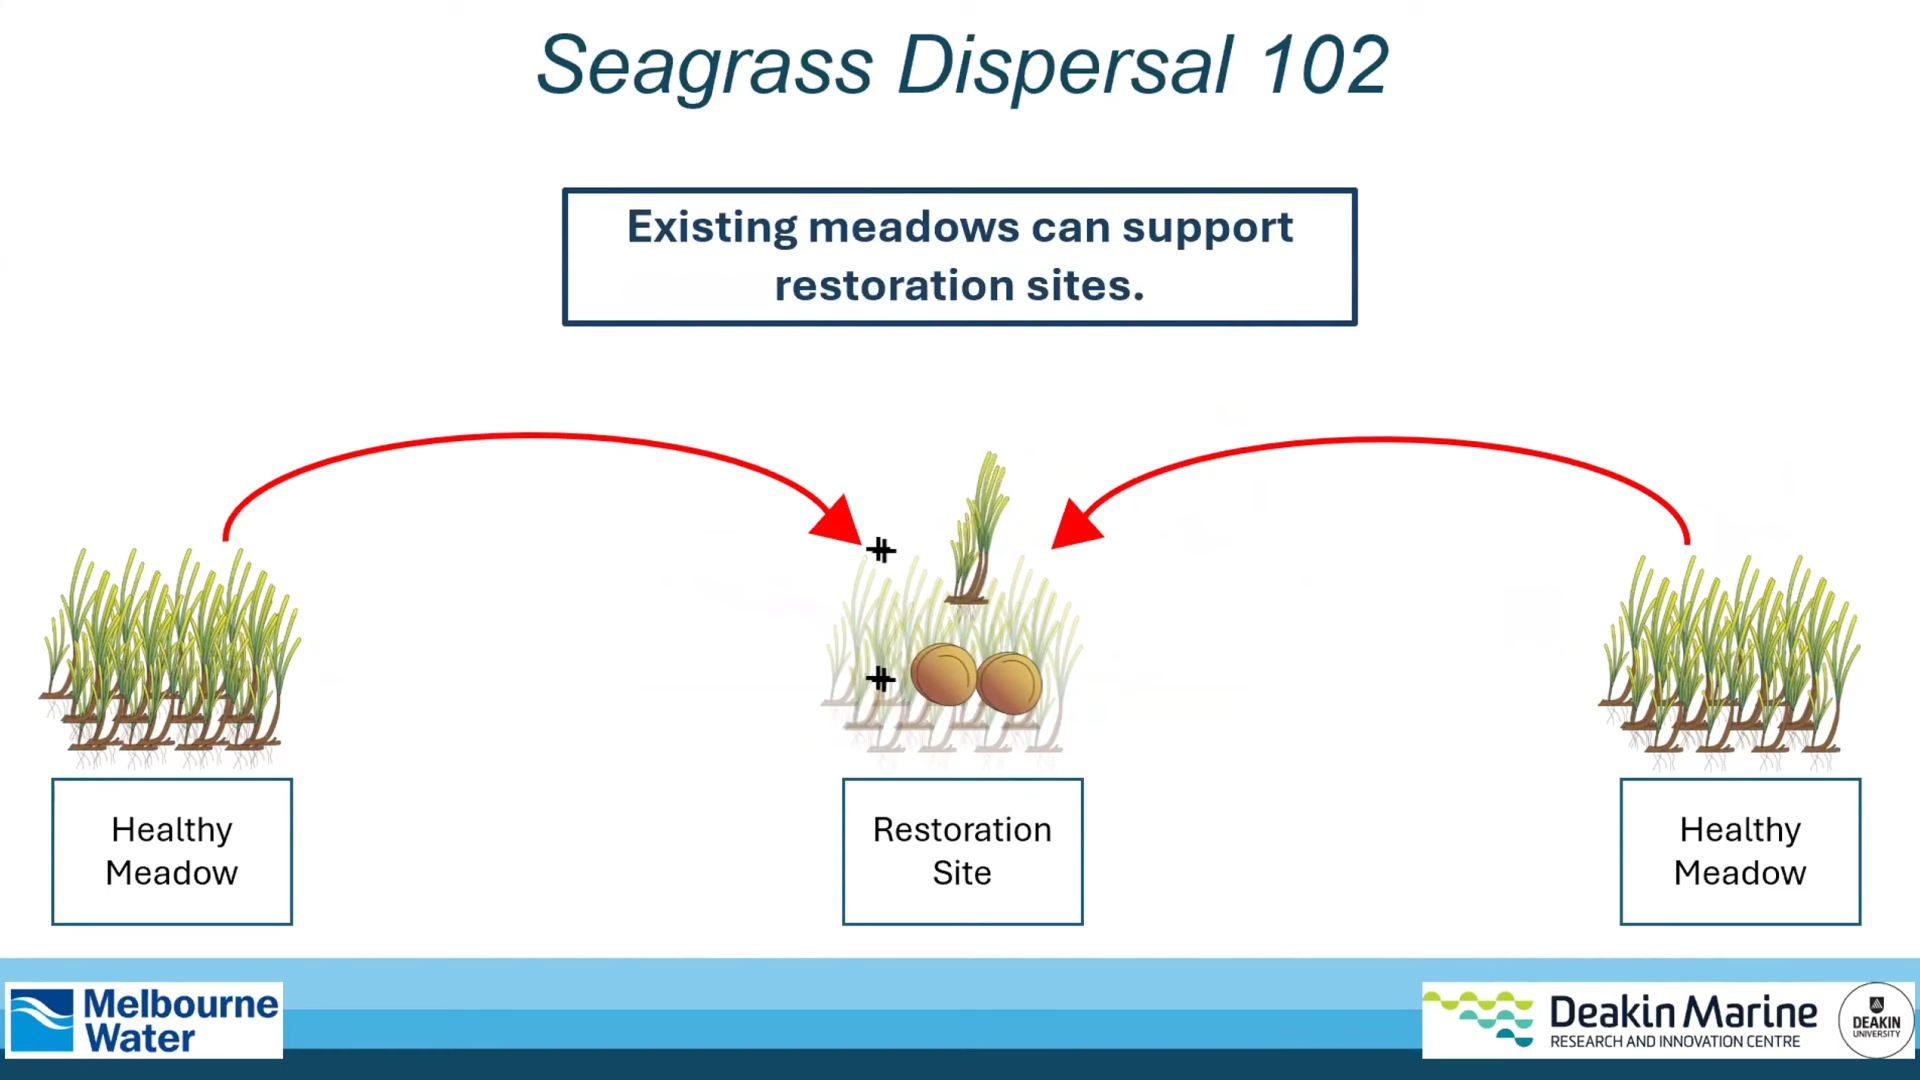 Seagrass Dispersal 102
Existing meadows can support
restoration sites.
Healthy
Meadow
Restoration
Site
Healthy
Meadow
Melbourne
Water
Deakin Marine
RESEARCH AND INNOVATION CENTRE
DEAKIN
UNIVERSITY